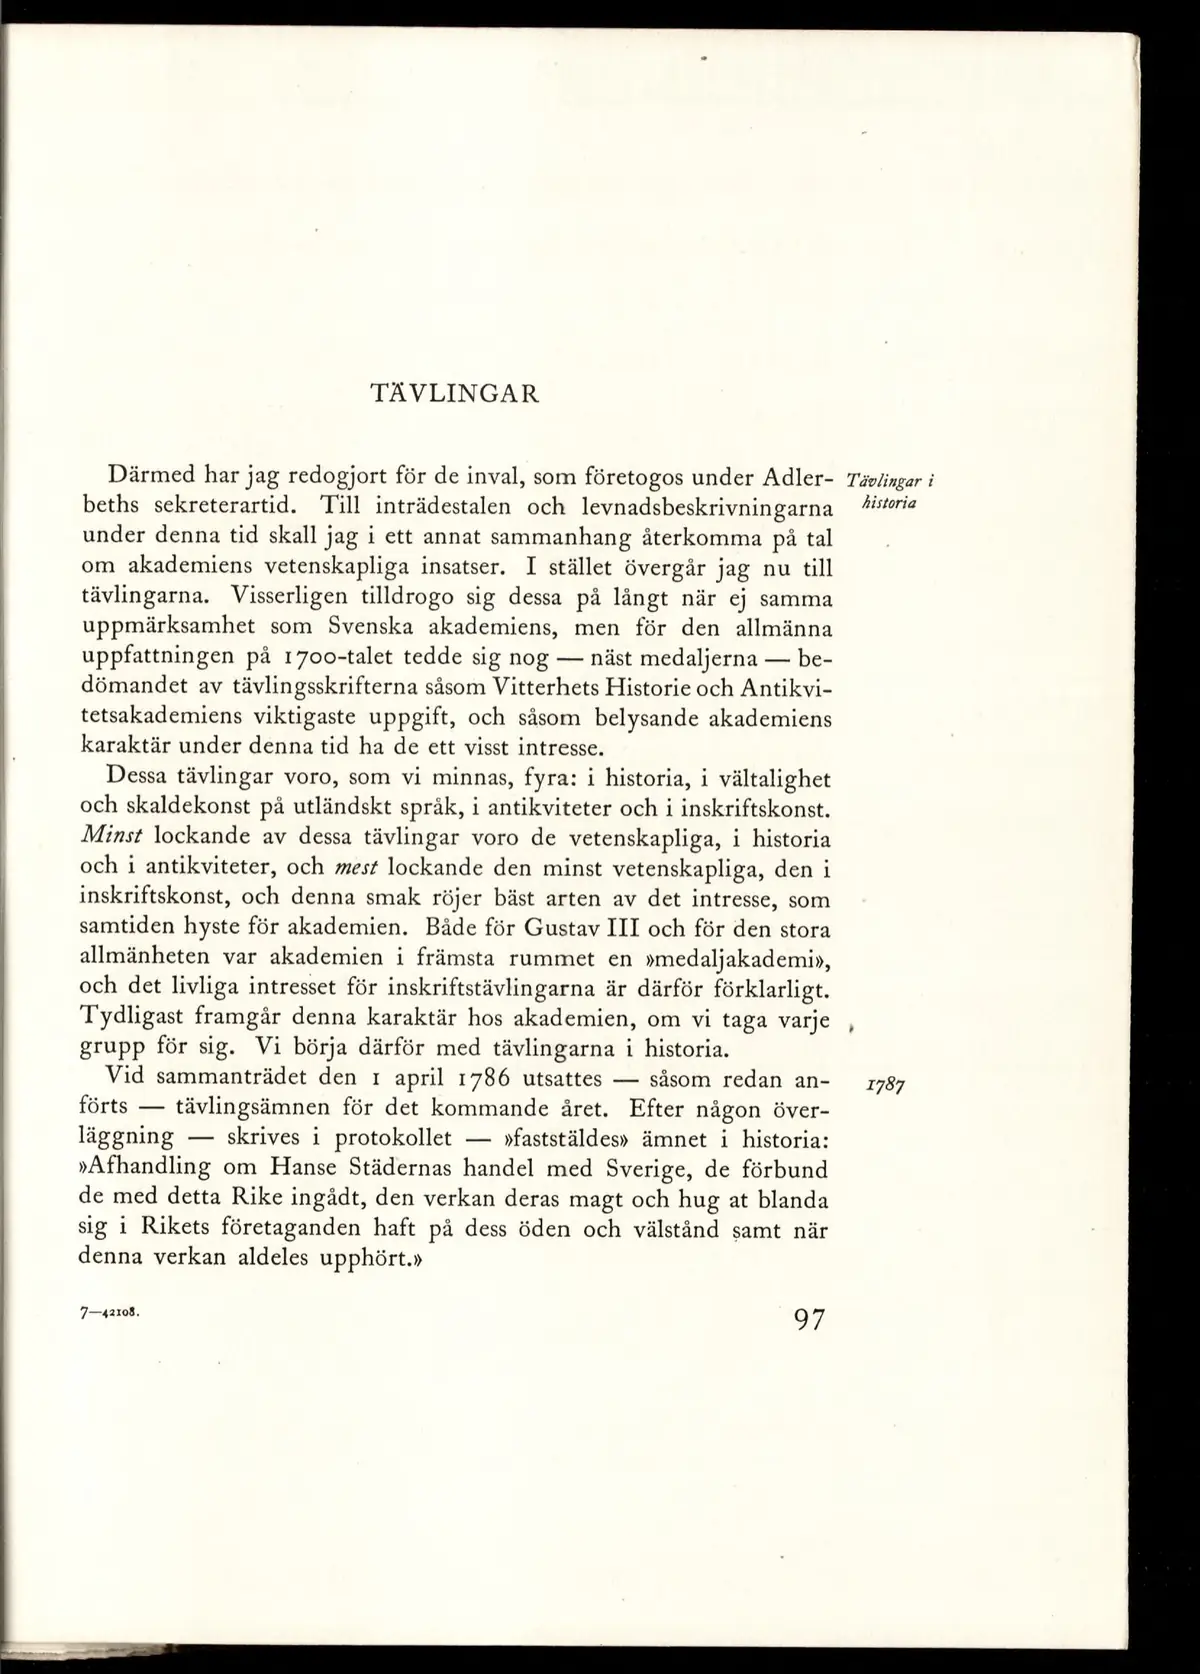 TÄVLINGAR
Därmed har jag redogjort för de inval, som företogos under Adler-
beths sekreterartid. Till inträdestalen och levnadsbeskrivningarna
under denna tid skall jag i ett annat sammanhang återkomma på tal
om akademiens vetenskapliga insatser. I stället övergår jag nu till
tävlingarna. Visserligen tilldrogo sig dessa på långt när ej samma
uppmärksamhet som Svenska akademiens, men för den allmänna
uppfattningen på 1700-talet tedde sig nog — näst medaljerna — be-
dömandet av tävlingsskrifterna såsom Vitterhets Historie och Antikvi-
tetsakademiens viktigaste uppgift, och såsom belysande akademiens
karaktär under denna tid ha de ett visst intresse.
Tävlingar i
historia
Dessa tävlingar voro, som vi minnas, fyra: i historia, i vältalighet
och skaldekonst på utländskt språk, i antikviteter och i inskriftskonst.
Minst lockande av dessa tävlingar voro de vetenskapliga, i historia
och i antikviteter, och mest lockande den minst vetenskapliga, den i
inskriftskonst, och denna smak röjer bäst arten av det intresse, som
samtiden hyste för akademien. Både för Gustav III och för den stora
allmänheten var akademien i främsta rummet en »medaljakademi»,
och det livliga intresset för inskriftstävlingarna är därför förklarligt.
Tydligast framgår denna karaktär hos akademien, om vi taga varje
grupp för sig. Vi börja därför med tävlingarna i historia.
Vid sammanträdet den 1 april 1786 utsattes — såsom redan an-
förts — tävlingsämnen för det kommande året. Efter någon över-
läggning — skrives i protokollet — »faststäldes» ämnet i historia:
»Afhandling om Hanse Städernas handel med Sverige, de förbund
de med detta Rike ingådt, den verkan deras magt och hug at blanda
sig i Rikets företaganden haft på dess öden och välstånd samt när
denna verkan aldeles upphört.»
1787
7—42108.
97